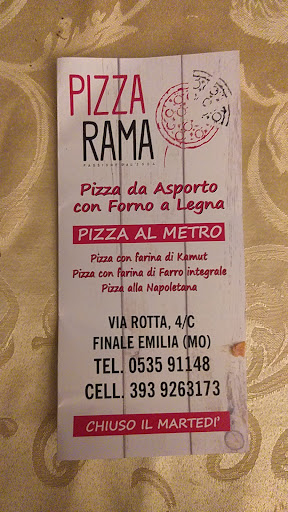 PIZZA
RAMA
Pizza da Asporto
con Forno a Legna
PIZZA AL METRO
Pizza con farina di Kamut
Pizza con farina di Farro integrale
Pizza alla Napoletana
VIA ROTTA, 4/C
FINALE EMILIA (MO)
TEL. 0535 91148
CELL. 393 9263173
CHIUSO IL MARTEDI'